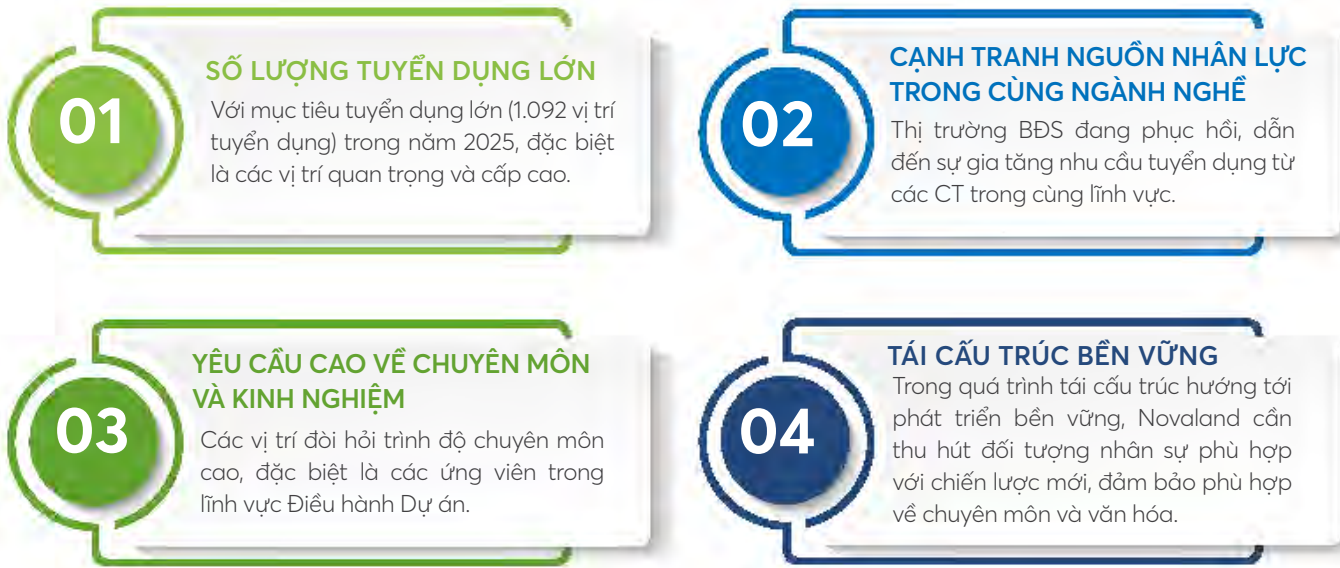 01
SỐ LƯỢNG TUYỂN DỤNG LỚN
Với mục tiêu tuyển dụng lớn (1.092 vị trí
tuyển dụng) trong năm 2025, đặc biệt
là các vị trí quan trọng và cấp cao.
02
CẠNH TRANH NGUỒN NHÂN LỰC
TRONG CÙNG NGÀNH NGHỀ
Thị trường BĐS đang phục hồi, dẫn
đến sự gia tăng nhu cầu tuyển dụng từ
các CT trong cùng lĩnh vực.
03
YÊU CẦU CAO VỀ CHUYÊN MÔN
VÀ KINH NGHIỆM
Các vị trí đòi hỏi trình độ chuyên môn
cao, đặc biệt là các ứng viên trong
lĩnh vực Điều hành Dự án.
04
TÁI CẤU TRÚC BỀN VỮNG
Trong quá trình tái cấu trúc hướng tới
phát triển bền vững, Novaland cần
thu hút đối tượng nhân sự phù hợp
với chiến lược mới, đảm bảo phù hợp
về chuyên môn và văn hóa.